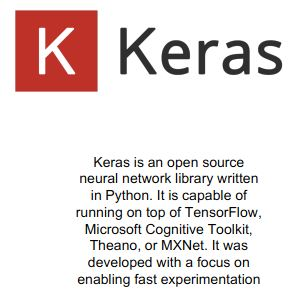 K Keras
Keras is an open source
neural network library written
in Python. It is capable of
running on top of TensorFlow,
Microsoft Cognitive Toolkit,
Theano, or MXNet. It was
developed with a focus on
enabling fast experimentation